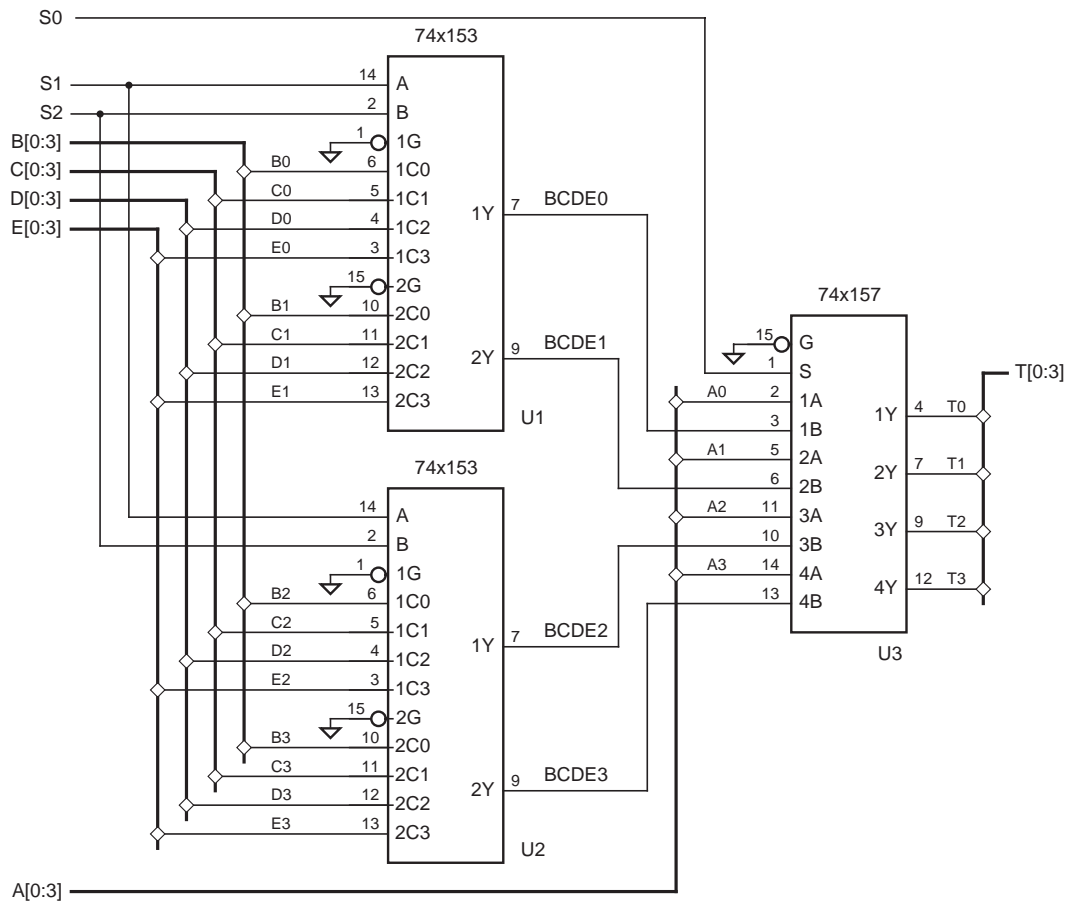 S0
74x153
S1
14 A
S2
2 B
B[0:3]
1 1G
C[0:3]
B0 6 1C0
D[0:3]
C0 5 1C1
E[0:3]
D0 4 1C2
1Y 7 BCDE0
E0 3 1C3
15 2G
B1 10 2C0
C1 11 2C1
2Y 9 BCDE1
D1 12 2C2
E1 13 2C3
U1
74x157
15 G
1 S
T[0:3]
A0 2 1A
1Y 4 T0
3 1B
A1 5 2A
2Y 7 T1
6 2B
A2 11 3A
3Y 9 T2
10 3B
A3 14 4A
4Y 12 T3
13 4B
U3
74x153
14 A
2 B
1 1G
B2 6 1C0
C2 5 1C1
1Y 7 BCDE2
D2 4 1C2
E2 3 1C3
15 2G
B3 10 2C0
C3 11 2C1
2Y 9 BCDE3
D3 12 2C2
E3 13 2C3
U2
A[0:3]